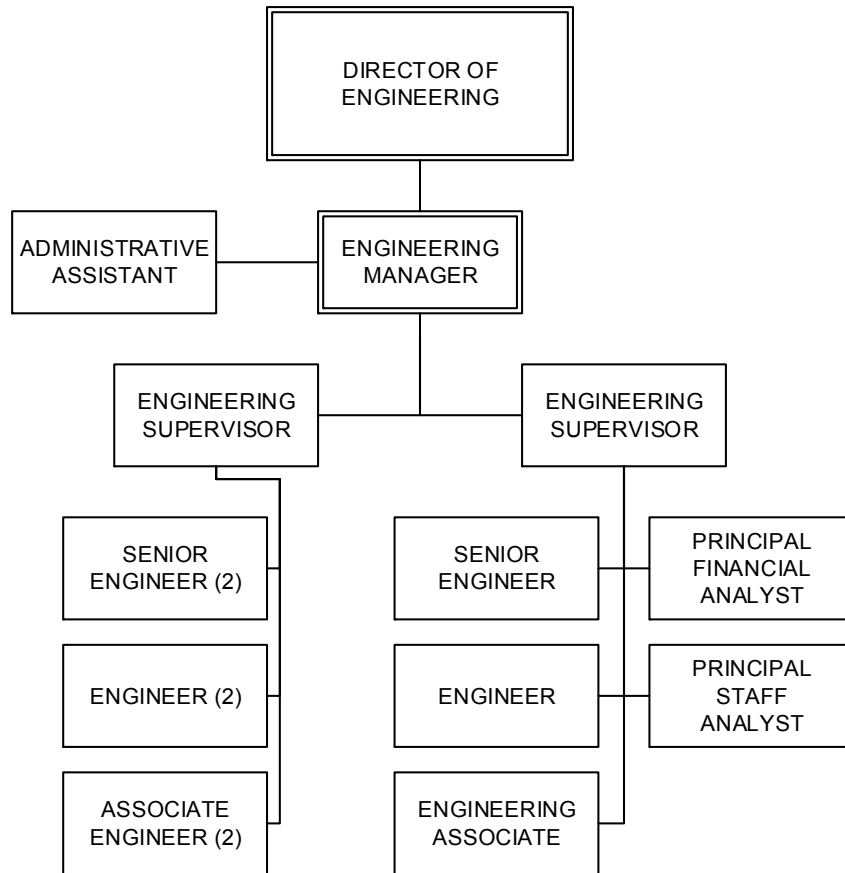 DIRECTOR OF
ENGINEERING
ADMINISTRATIVE
ASSISTANT
ENGINEERING
MANAGER
ENGINEERING
SUPERVISOR
ENGINEERING
SUPERVISOR
SENIOR
ENGINEER (2)
SENIOR
ENGINEER
PRINCIPAL
FINANCIAL
ANALYST
ENGINEER (2)
ENGINEER
PRINCIPAL
STAFF
ANALYST
ASSOCIATE
ENGINEER (2)
ENGINEERING
ASSOCIATE